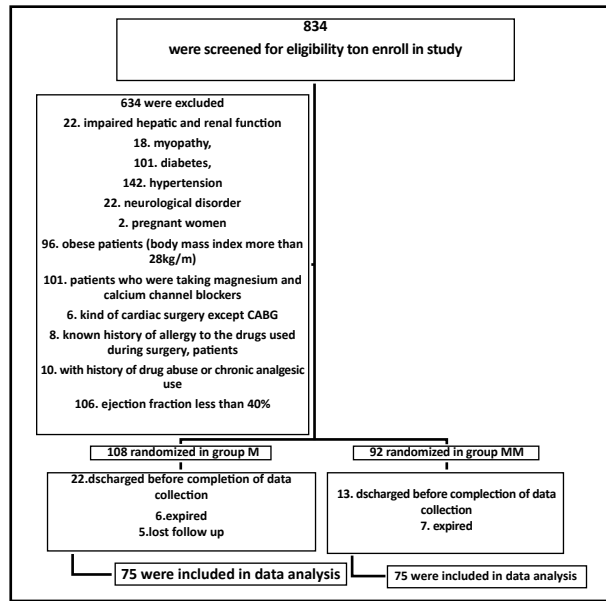 834
were screened for eligibility ton enroll in study
634 were excluded
22. impaired hepatic and renal function
18. myopathy,
101. diabetes,
142. hypertension
22. neurological disorder
2. pregnant women
96. obese patients (body mass index more than
28kg/m)
101. patients who were taking magnesium and
calcium channel blockers
6. kind of cardiac surgery except CABG
8. known history of allergy to the drugs used
during surgery, patients
10. with history of drug abuse or chronic analgesic
use
106. ejection fraction less than 40%
108 randomized in group M
92 randomized in group MM
22.dscharged before completion of data
collection
6.expired
5.lost follow up
13. dscharged before complection of data
collection
7. expired
75 were included in data analysis
75 were included in data analysis